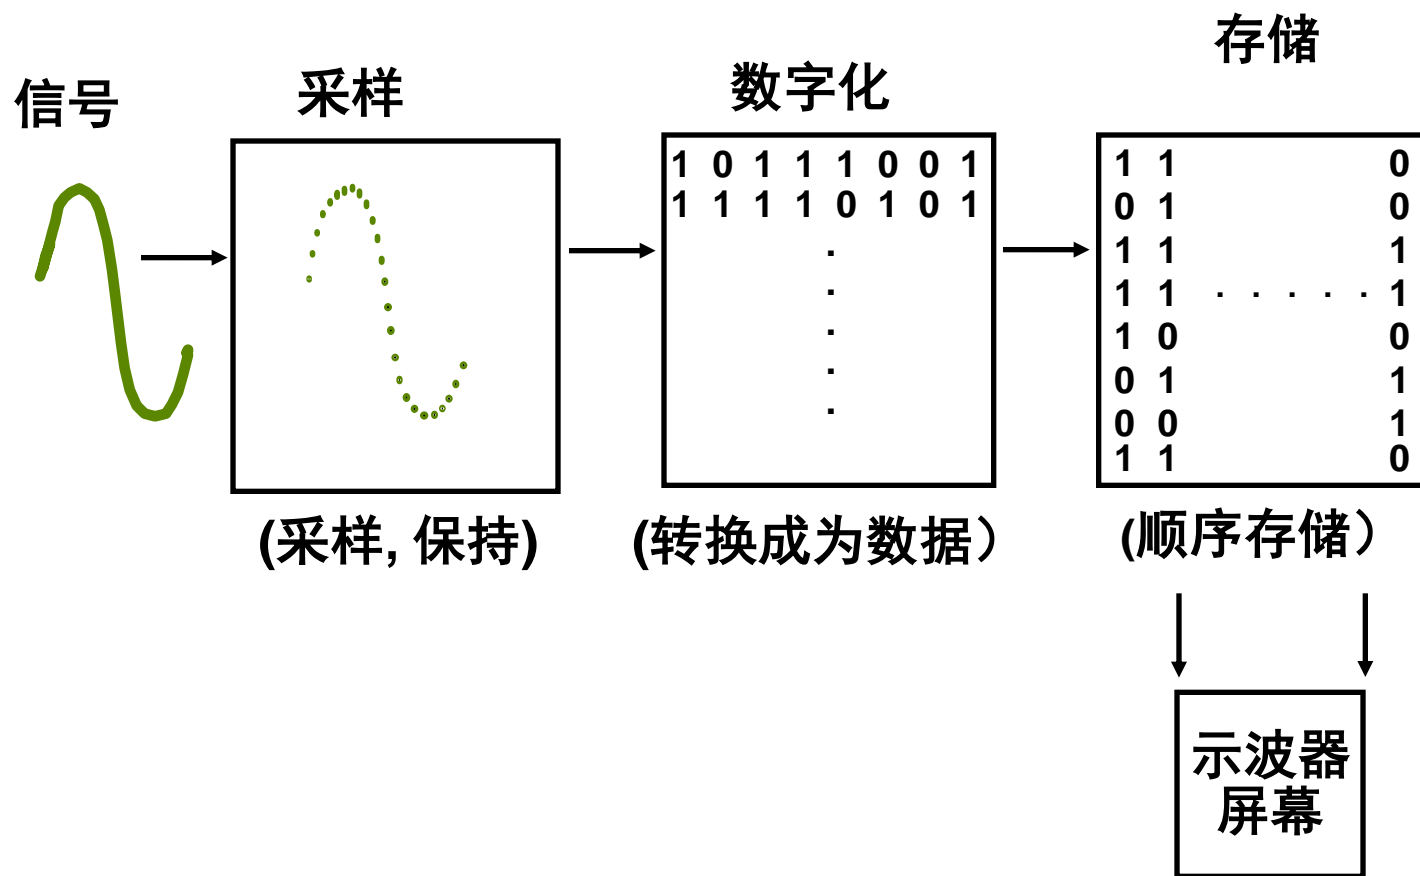 信号
采样
数字化
存储
1 0 1 1 1 0 0 1
1 1 1 1 0 1 0 1
.
.
.
.
.
1 1 0
0 1 0
1 1 1
1 1 . . . . . 1
1 0 0
0 1 1
0 0 1
1 1 0
(采样, 保持)
(转换成为数据）
(顺序存储）
示波器
屏幕